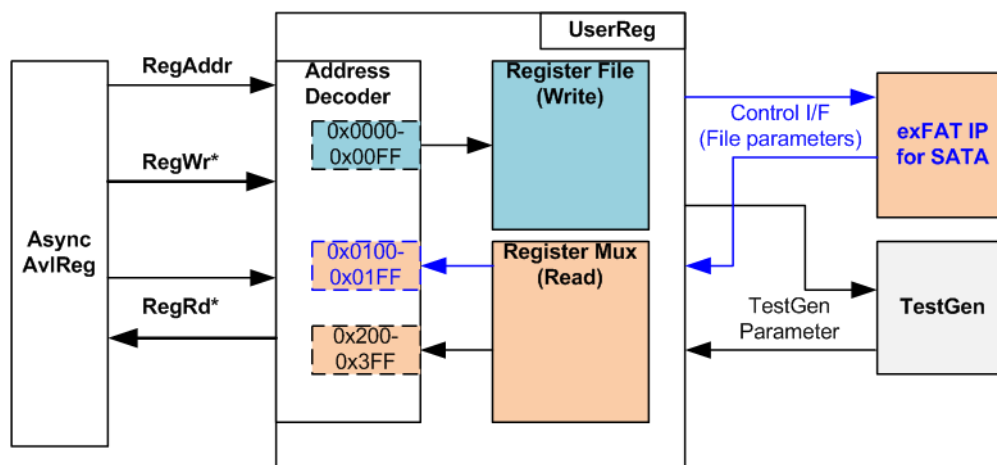 UserReg
RegAddr
RegWr*
RegRd*
Async
AvlReg
Address
Decoder
0x0000-
0x00FF
0x0100-
0x01FF
0x200-
0x3FF
Register File
(Write)
Register Mux
(Read)
Control I/F
(File parameters)
TestGen
Parameter
exFAT IP
for SATA
TestGen